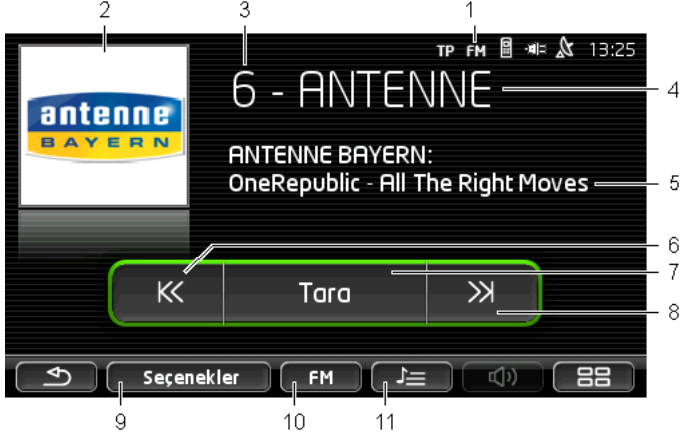 2
3
1
TP FM 13:25
6 - ANTENNE
4
antenne
BAYERN
ANTENNE BAYERN:
OneRepublic - All The Right Moves
5
6
7
Tara
8
Seçenekler
FM
9
10
11